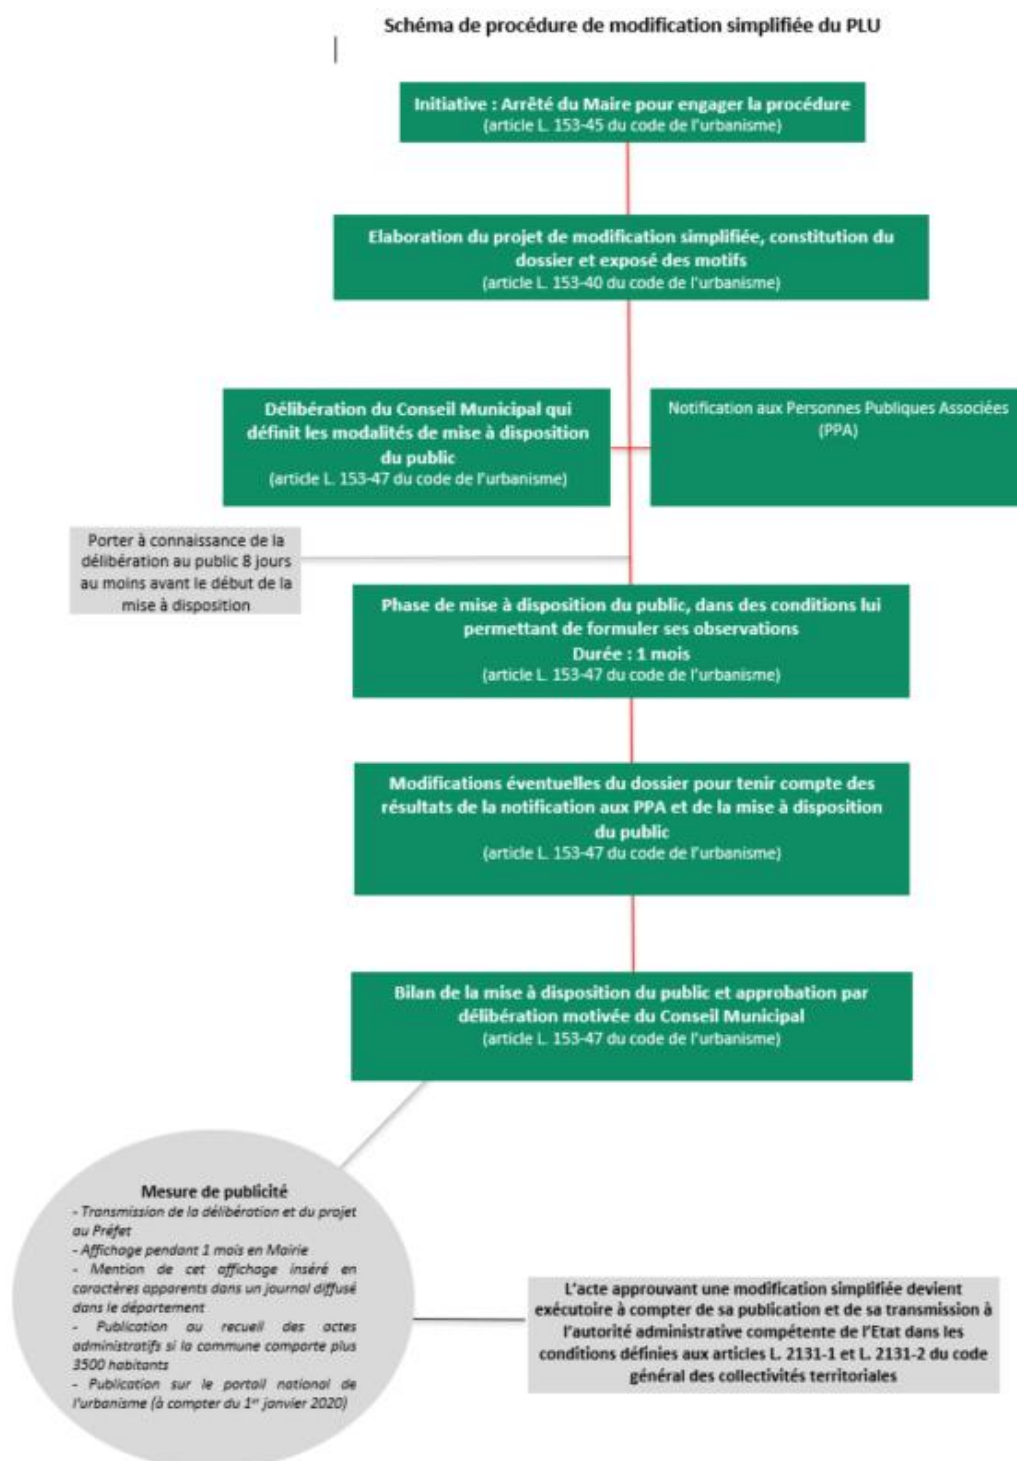 Schéma de procédure de modification simplifiée du PLU
Initiative : Arrêté du Maire pour engager la procédure
(article L. 153-45 du code de l'urbanisme)
Elaboration du projet de modification simplifiée, constitution du
dossier et exposé des motifs
(article L. 153-40 du code de l'urbanisme)
Délibération du Conseil Municipal qui
définit les modalités de mise à disposition
du public
(article L. 153-47 du code de l'urbanisme)
Notification aux Personnes Publiques Associées
(PPA)
Porter à connaissance de la
délibération au public 8 jours
au moins avant le début de la
mise à disposition
Phase de mise à disposition du public, dans des conditions lui
permettant de formuler ses observations
Durée : 1 mois
(article L. 153-47 du code de l'urbanisme)
Modifications éventuelles du dossier pour tenir compte des
résultats de la notification aux PPA et de la mise à disposition
du public
(article L. 153-47 du code de l'urbanisme)
Bilan de la mise à disposition du public et approbation par
délibération motivée du Conseil Municipal
(article L. 153-47 du code de l'urbanisme)
Mesure de publicité
- Transmission de la délibération et du projet
au Préfet
- Affichage pendant 1 mois en Mairie
- Mention de cet affichage inséré en
caractères apparents dans un journal diffusé
dans le département
- Publication au recueil des actes
administratifs si la commune comporte plus
3500 habitants
- Publication sur le portail national de
l'urbanisme (à compter du 1er janvier 2020)
L'acte approuvant une modification simplifiée devient
exécutoire à compter de sa publication et de sa transmission à
l'autorité administrative compétente de l'Etat dans les
conditions définies aux articles L. 2131-1 et L. 2131-2 du code
général des collectivités territoriales